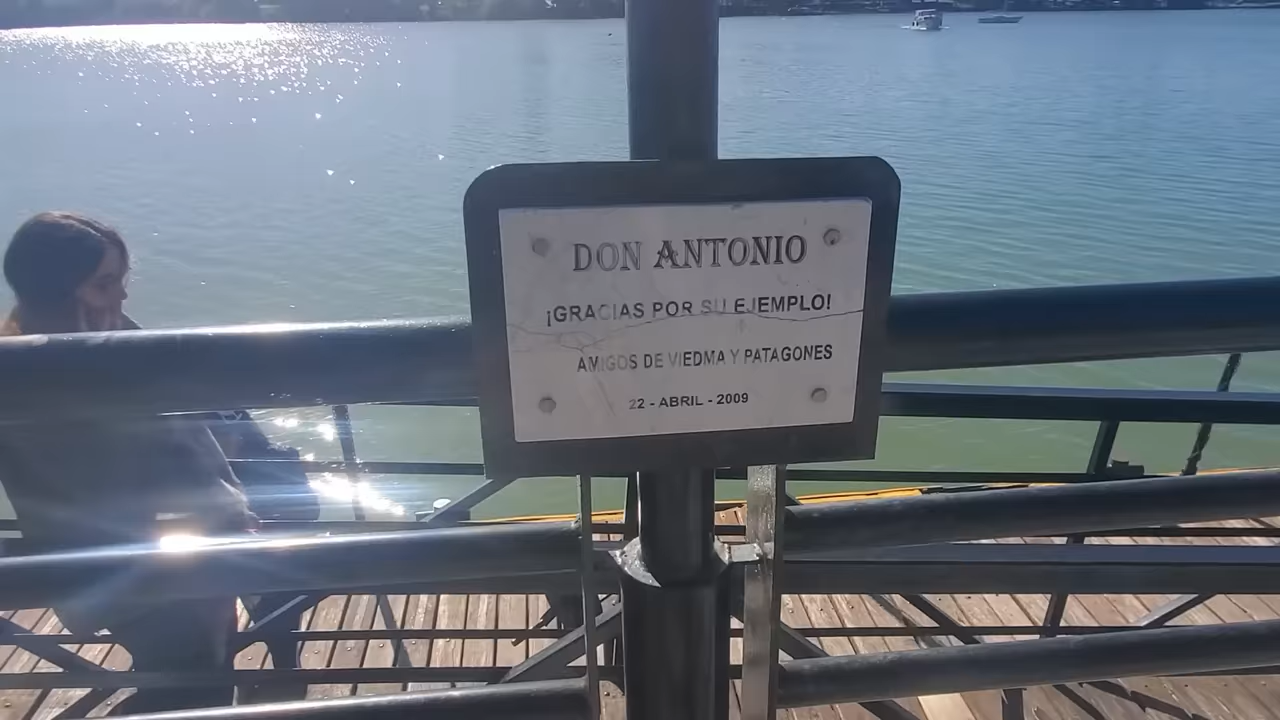 DON ANTONIO
¡GRACIAS POR SU EJEMPLO!
AMIGOS DE VIEDMA Y PATAGONES
22 - ABRIL - 2009